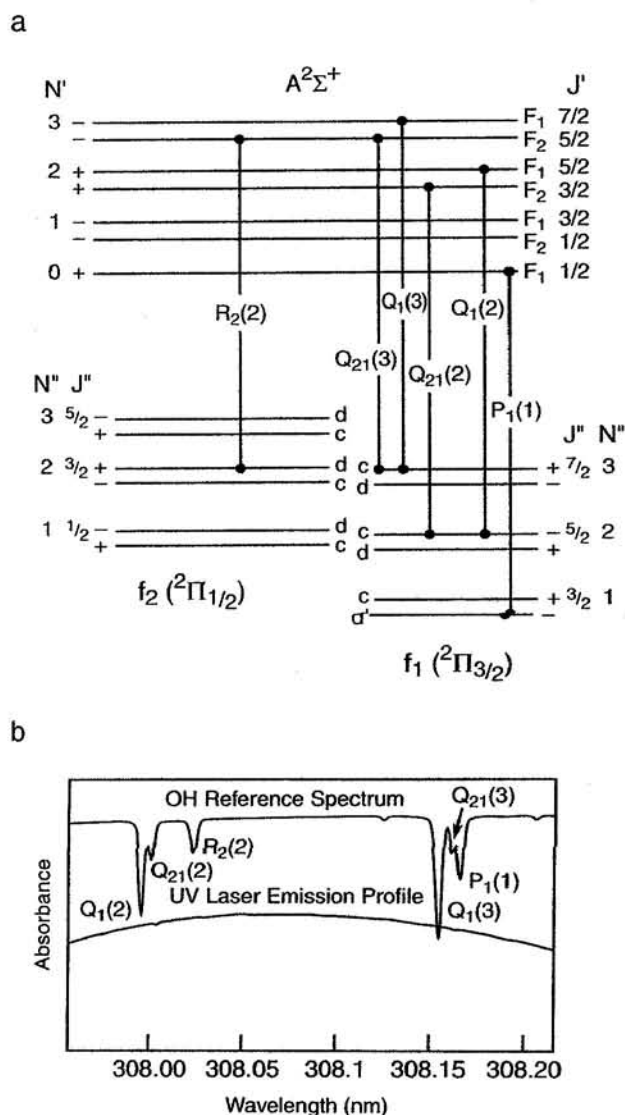 a
A²Σ⁺
N' J'
3 – F₁ 7/2
– F₂ 5/2
2 + F₁ 5/2
+ F₂ 3/2
1 – F₁ 3/2
– F₂ 1/2
0 + F₁ 1/2
R₂(2) Q₁(3) Q₁(2)
Q₂₁(3) Q₂₁(2)
P₁(1)
N" J" J" N"
3 5/2 – d
+ c
2 3/2 + d c + 7/2 3
– c d –
1 1/2 – d c – 5/2 2
+ c d +
f₂ (²Π₁/₂) c + 3/2 1
d' –
f₁ (²Π₃/₂)
b
OH Reference Spectrum Q₂₁(3)
R₂(2)
Q₂₁(2) P₁(1)
Q₁(2) UV Laser Emission Profile Q₁(3)
Absorbance
308.00 308.05 308.1 308.15 308.20
Wavelength (nm)